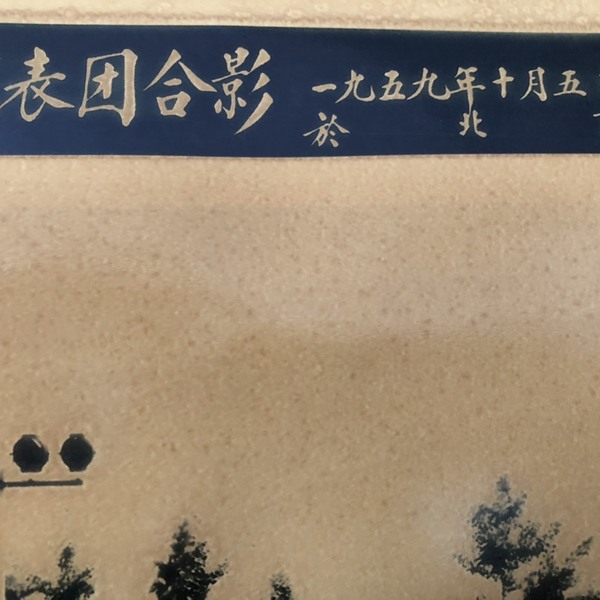 表团合影
一九五九年十月五
於 北